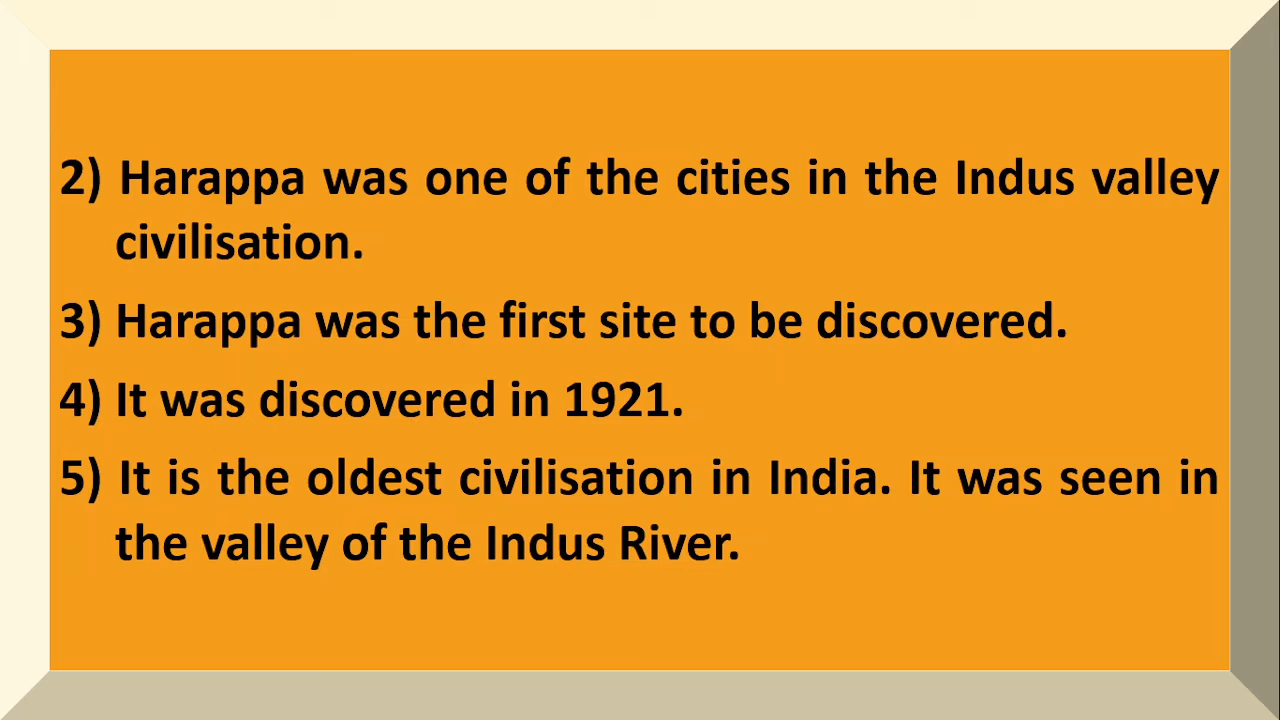 2) Harappa was one of the cities in the Indus valley
civilisation.
3) Harappa was the first site to be discovered.
4) It was discovered in 1921.
5) It is the oldest civilisation in India. It was seen in
the valley of the Indus River.